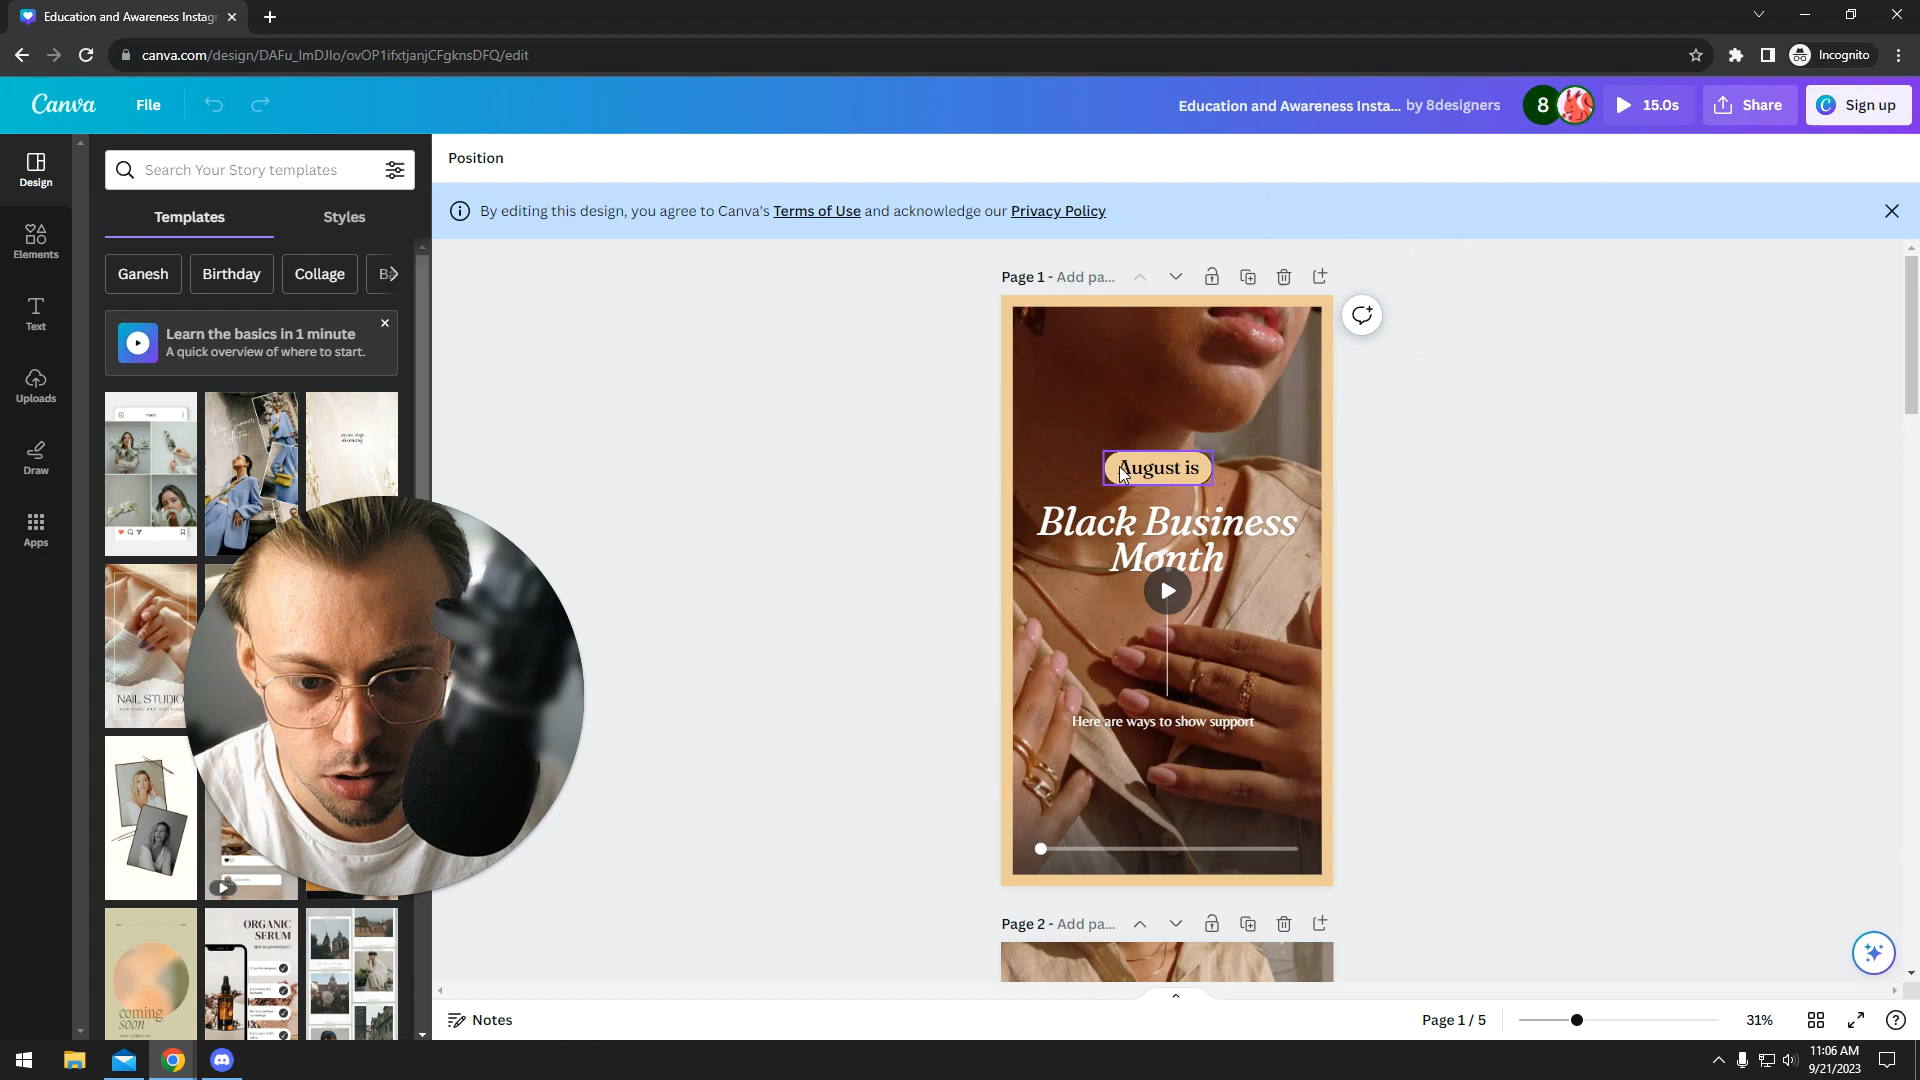 Education and Awareness Instagr
canva.com/design/DAFu_lmDJlo/ovOP1ifxtjanjCFgknsDFQ/edit
Incognito
Canva
File
Education and Awareness Insta... by 8designers
8
15.0s
Share
C
Sign up
Design
Elements
Text
Uploads
Draw
Apps
Search Your Story templates
Templates
Styles
Ganesh
Birthday
Collage
Learn the basics in 1 minute
A quick overview of where to start.
never stop
dreaming
NAIL STUDIO
coming
soon
ORGANIC
SERUM
Position
By editing this design, you agree to Canva's Terms of Use and acknowledge our Privacy Policy
Page 1 - Add pa...
August is
Black Business
Month
Here are ways to show support
Page 2 - Add pa...
Notes
Page 1 / 5
31%
11:06 AM
9/21/2023